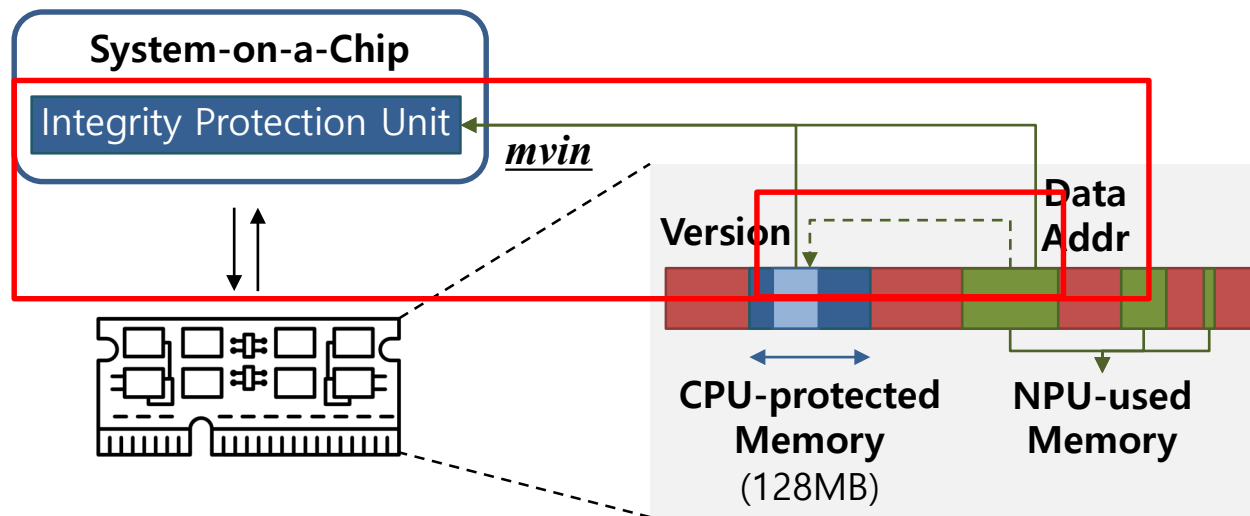 System-on-a-Chip
Integrity Protection Unit
mvin
Version
Data
Addr
CPU-protected
Memory
(128MB)
NPU-used
Memory